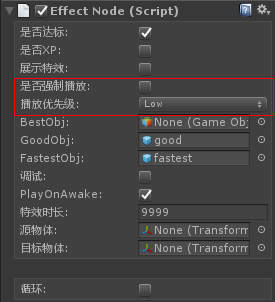 Effect Node (Script)
是否达标:
是否XP:
展示特效:
是否强制播放:
播放优先级: Low
BestObj: None (Game Obj
GoodObj: good
FastestObj: fastest
调试:
PlayOnAwake:
特效时长: 9999
源物体: None (Transform
目标物体: None (Transform
循环: